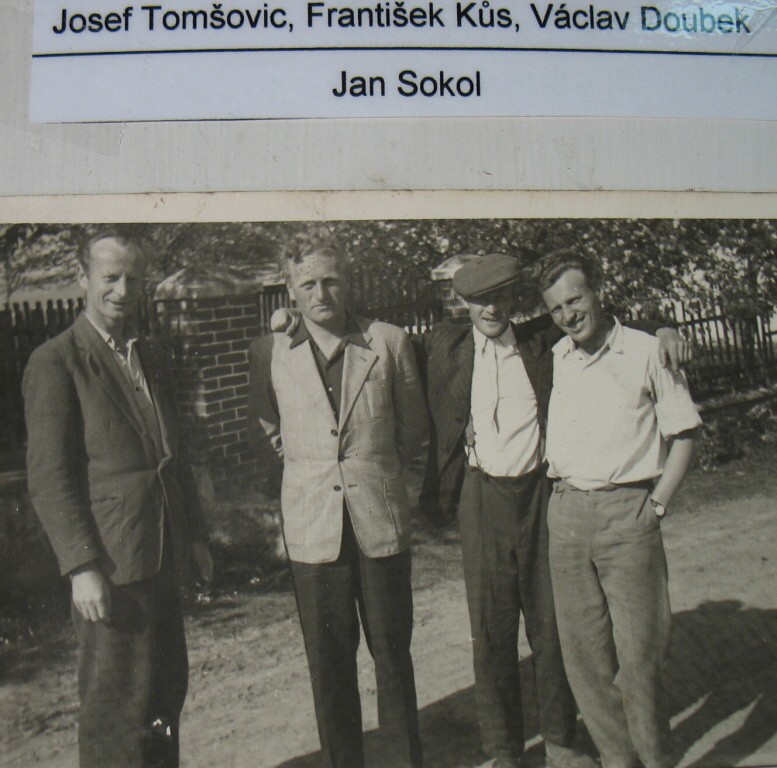 Josef Tomšovic, František Kůs, Václav Doubek
Jan Sokol